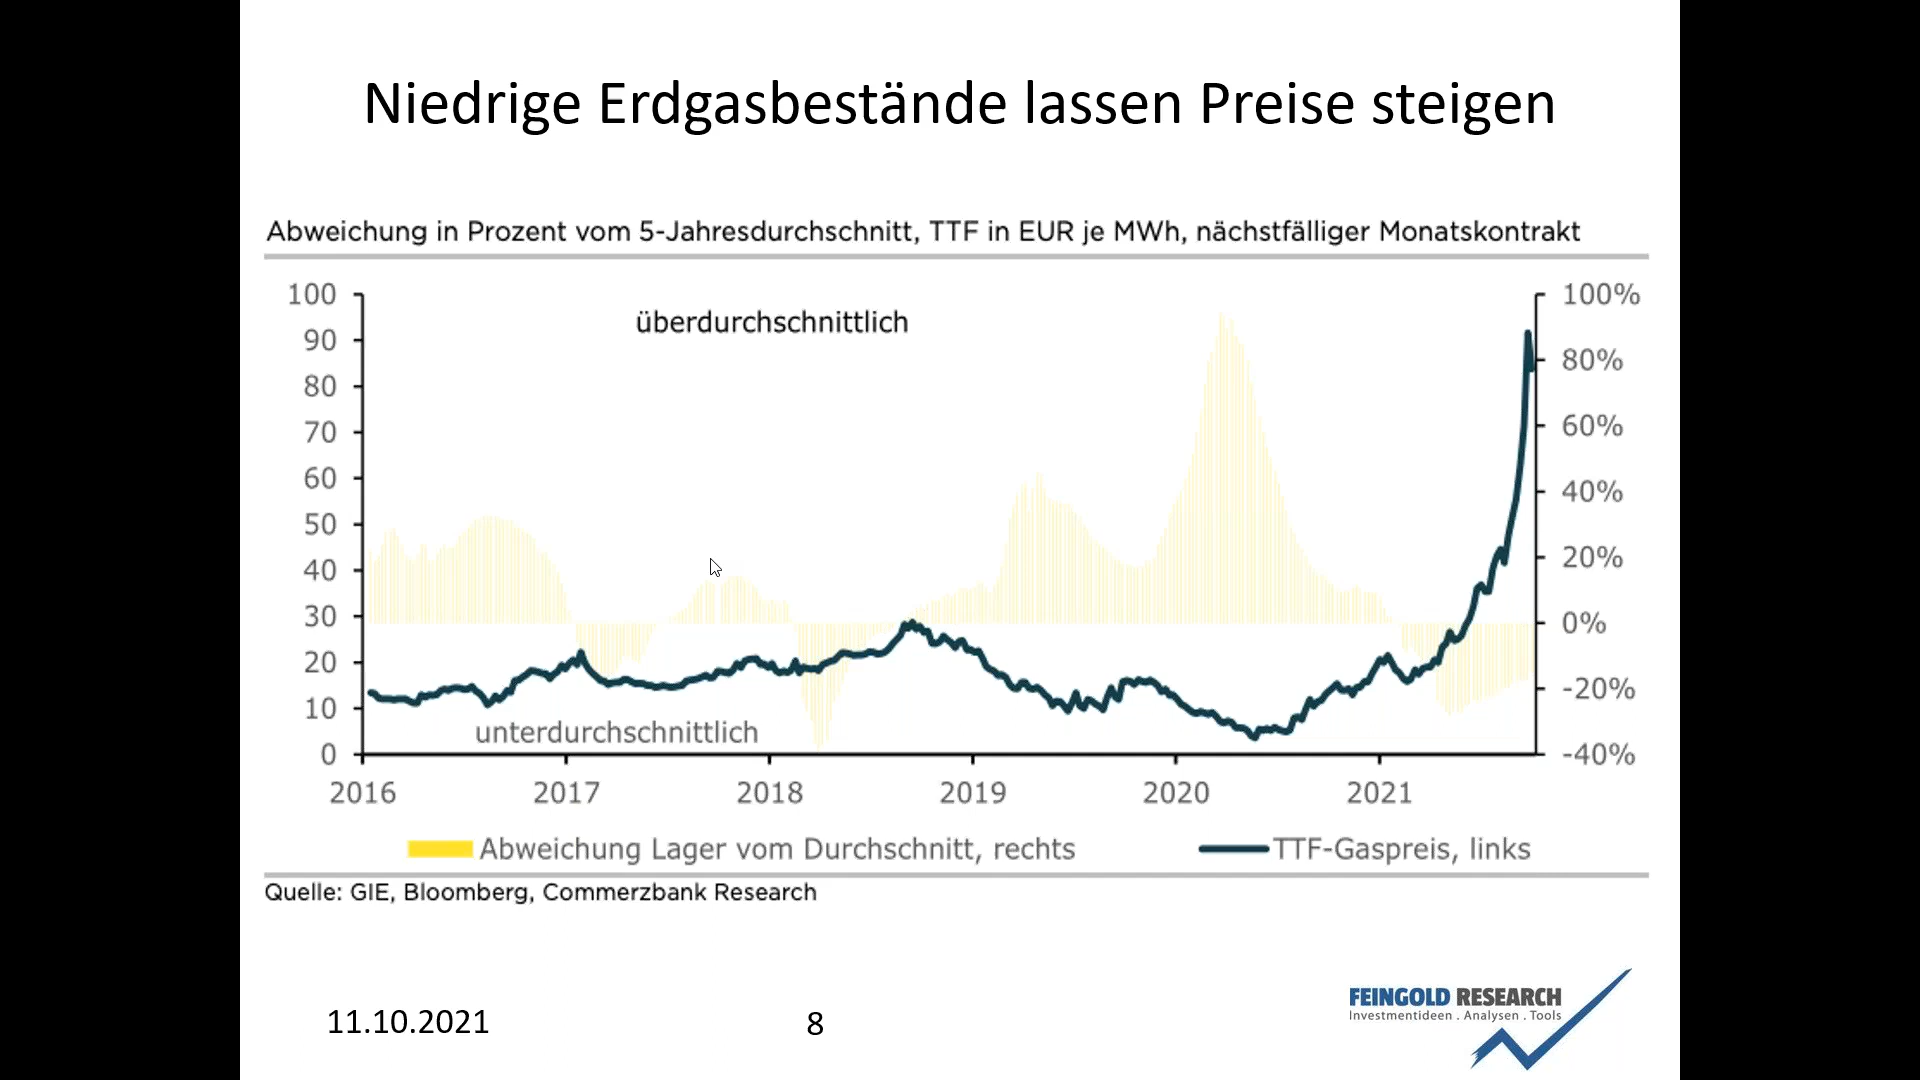 Niedrige Erdgasbestände lassen Preise steigen
Abweichung in Prozent vom 5-Jahresdurchschnitt, TTF in EUR je MWh, nächstfälliger Monatskontrakt
überdurchschnittlich
100
90
80
70
60
50
40
30
20
10
0
100%
80%
60%
40%
20%
0%
-20%
-40%
unterdurchschnittlich
2016 2017 2018 2019 2020 2021
Abweichung Lager vom Durchschnitt, rechts TTF-Gaspreis, links
Quelle: GIE, Bloomberg, Commerzbank Research
FEINGOLD RESEARCH
Investmentideen . Analysen . Tools
11.10.2021 8